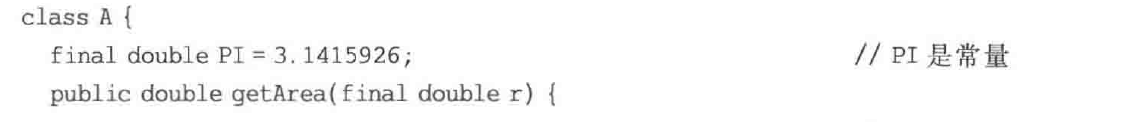 class A {
final double PI = 3.1415926; // PI 是常量
public double getArea(final double r) {